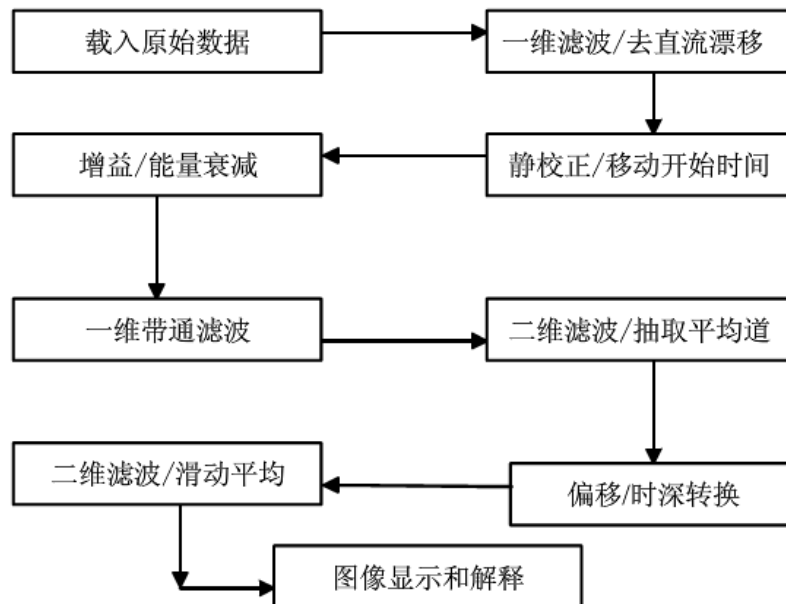 载入原始数据
一维滤波/去直流漂移
增益/能量衰减
静校正/移动开始时间
一维带通滤波
二维滤波/抽取平均道
二维滤波/滑动平均
偏移/时深转换
图像显示和解释